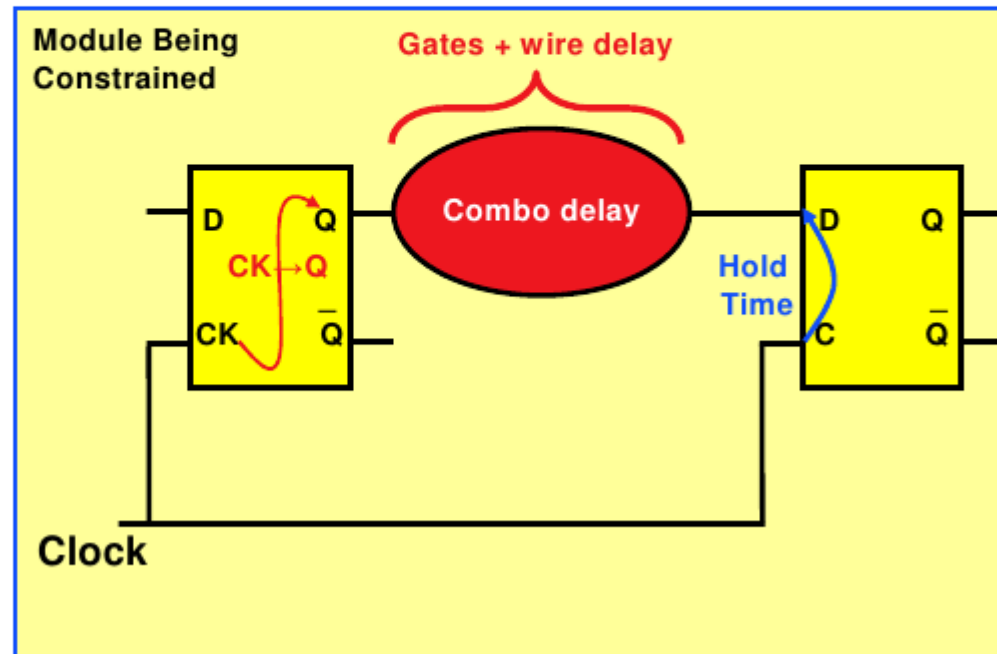 Module Being
Constrained
Gates + wire delay
D
Q
CK→Q
CK
Q̅
Combo delay
Hold
Time
D
Q
C
Q̅
Clock